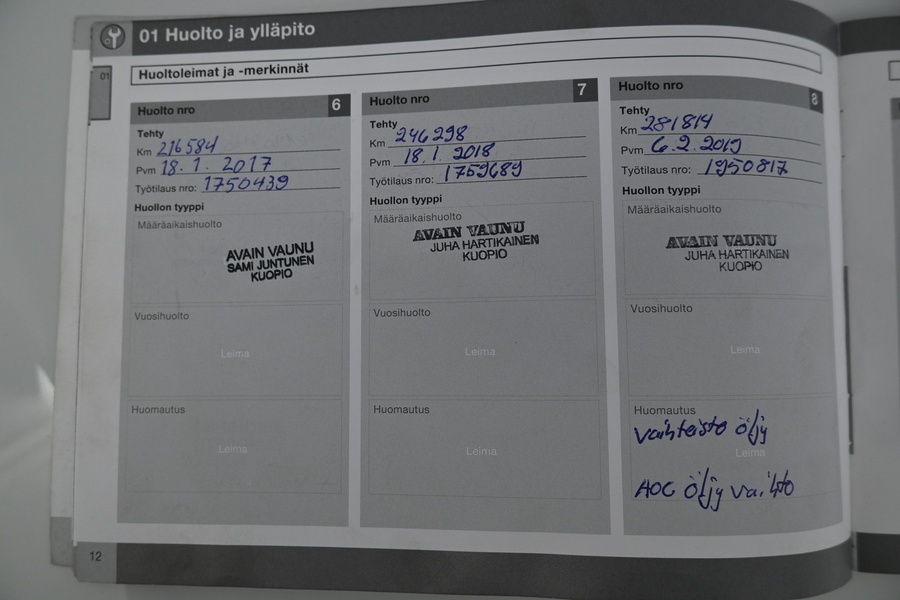 01 Huolto ja ylläpito
01
Huoltoleimat ja -merkinnät
Huolto nro 6
Tehty
Km 216584
Pvm 18. 1. 2017
Työtilaus nro: 1750439
Huollon tyyppi
Määräaikaishuolto
AVAIN VAUNU
SAMI JUNTUNEN
KUOPIO
Vuosihuolto
Leima
Huomautus
Leima
Huolto nro 7
Tehty
Km 246298
Pvm 18. 1. 2018
Työtilaus nro: 1759689
Huollon tyyppi
Määräaikaishuolto
AVAIN VAUNU
JUHA HARTIKAINEN
KUOPIO
Vuosihuolto
Leima
Huomautus
Leima
Huolto nro 8
Tehty
Km 281814
Pvm 6. 2. 2019
Työtilaus nro: 1950817
Huollon tyyppi
Määräaikaishuolto
AVAIN VAUNU
JUHA HARTIKAINEN
KUOPIO
Vuosihuolto
Leima
Huomautus
vaihteisto öljy
Leima
AOC öljy vaihto
12